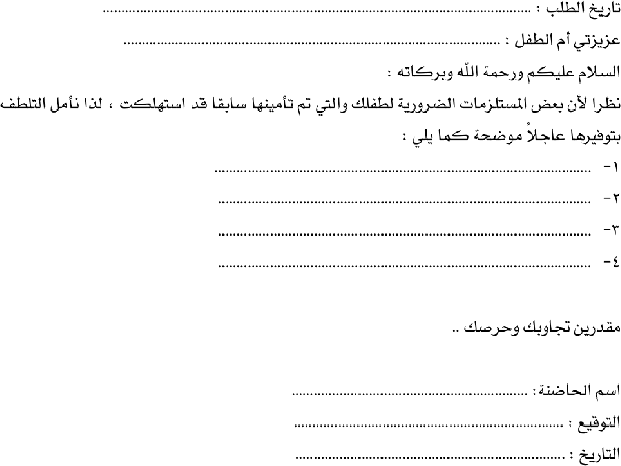 تاريخ الطلب : ........................................................................................................
عزيزتي أم الطفل : ............................................................................................
السلام عليكم ورحمة الله وبركاته :
نظرا لأن بعض المستلزمات الضرورية لطفلك والتي تم تأمينها سابقا قد استهلكت ، لذا نأمل التلطف
بتوفيرها عاجلاً موضحة كما يلي :
١- ............................................................................................
٢- ............................................................................................
٣- ............................................................................................
٤- ............................................................................................
مقدرين تجاوبك وحرصك ..
اسم الحاضنة: ..........................................................
التوقيع : ..................................................................
التاريخ : ..................................................................